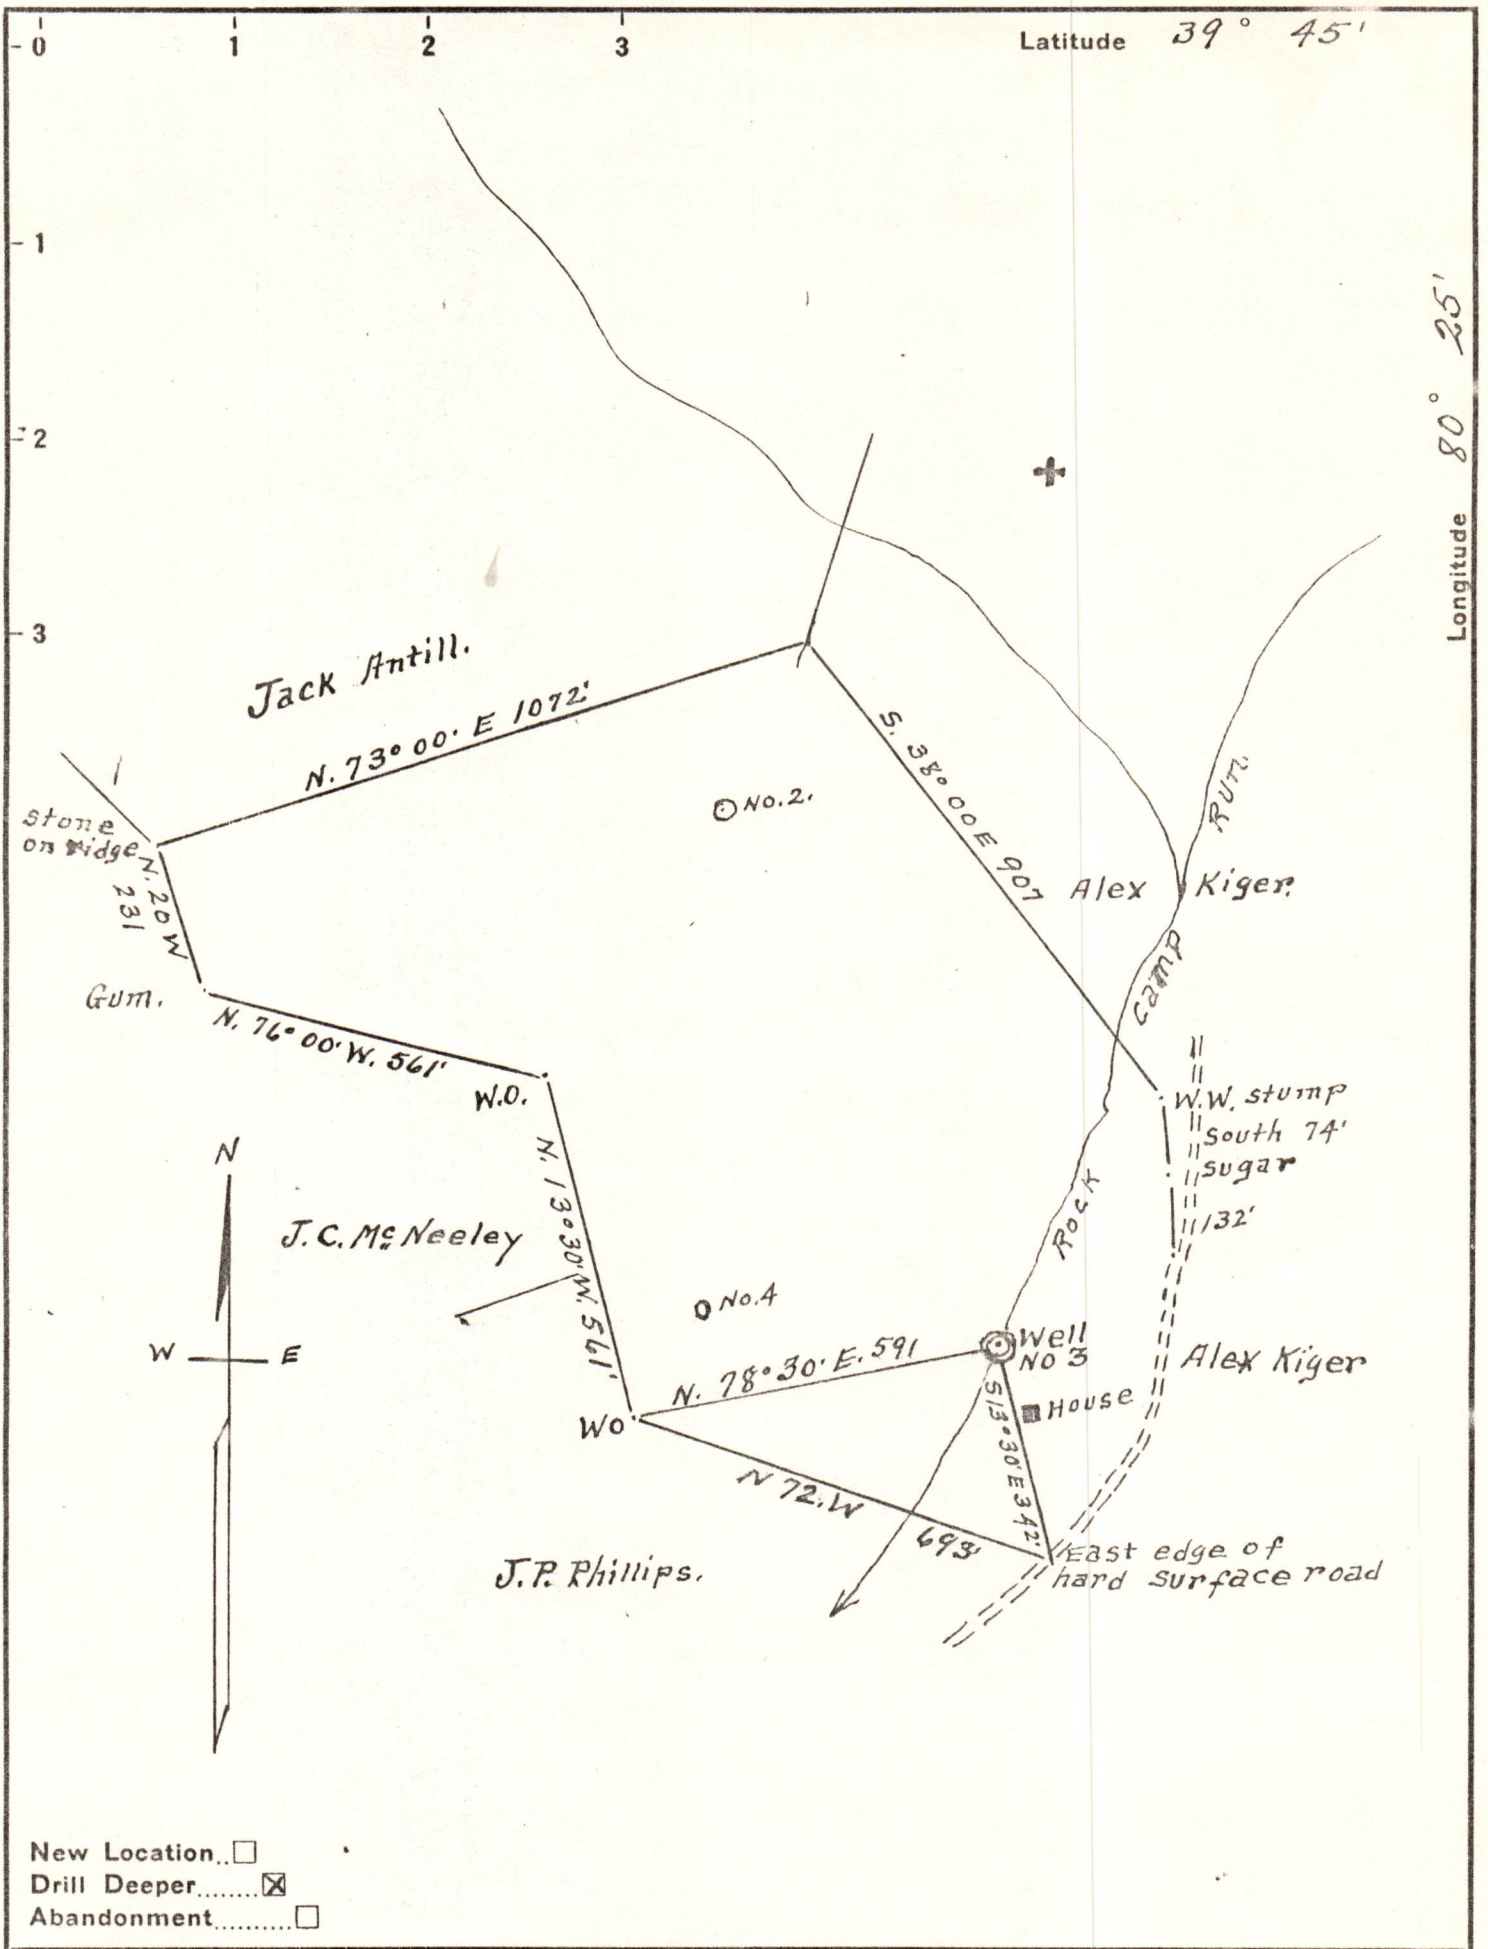 0 1 2 3 Latitude 39° 45'
1
2
3
Longitude 80° 25'
Jack Antill.
N. 73° 00' E 1072'
S. 38° 00 E 907
No. 2.
stone
on ridge
N. 20 W
231
Gum.
N. 76° 00' W. 561'
W.O.
Alex Kiger.
ROCK CAMP RUN.
W.W. stump
South 74'
sugar
132'
N
W E
J.C. McNeeley
N. 13° 30' W. 561'
No. 4
Well
No 3
N. 78° 30' E. 591
Alex Kiger
House
S13° 30' E 342'
WO
N 72. W 693'
East edge of
hard surface road
J.P. Phillips.
New Location..☐
Drill Deeper........☒
Abandonment..........☐